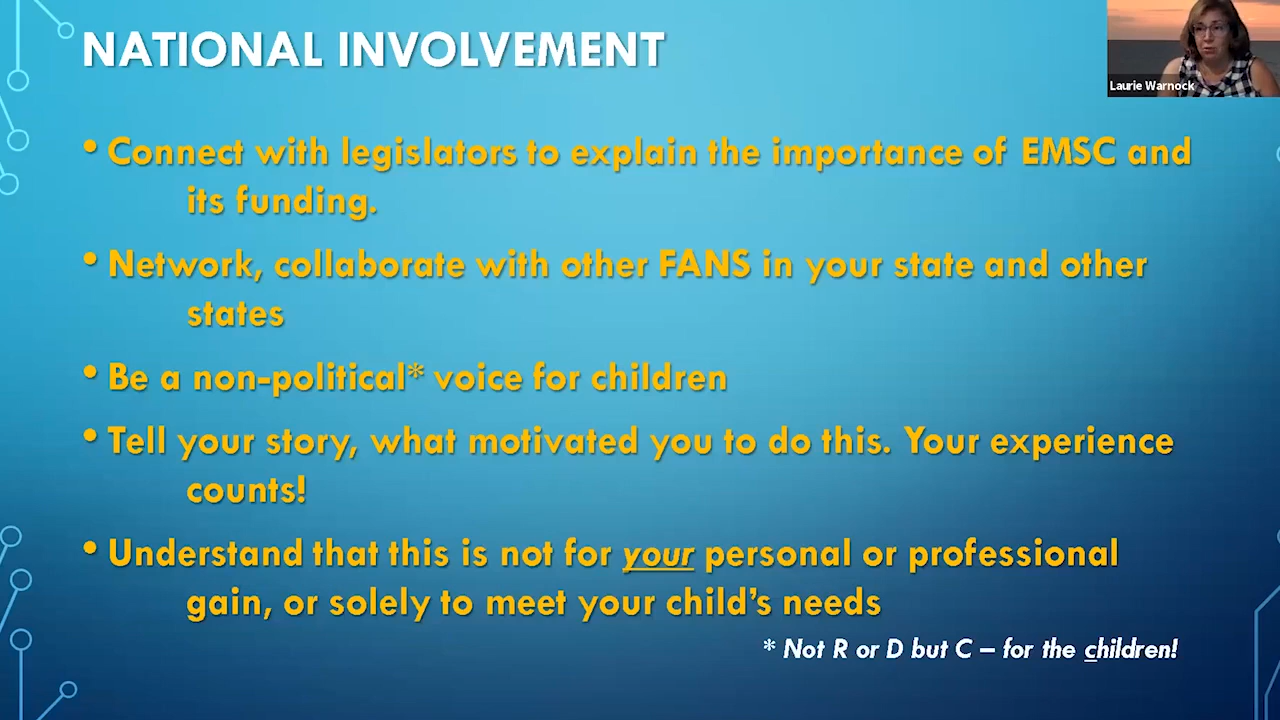 NATIONAL INVOLVEMENT
Laurie Warnock
• Connect with legislators to explain the importance of EMSC and
its funding.
• Network, collaborate with other FANS in your state and other
states
• Be a non-political* voice for children
• Tell your story, what motivated you to do this. Your experience
counts!
• Understand that this is not for your personal or professional
gain, or solely to meet your child’s needs
* Not R or D but C – for the children!